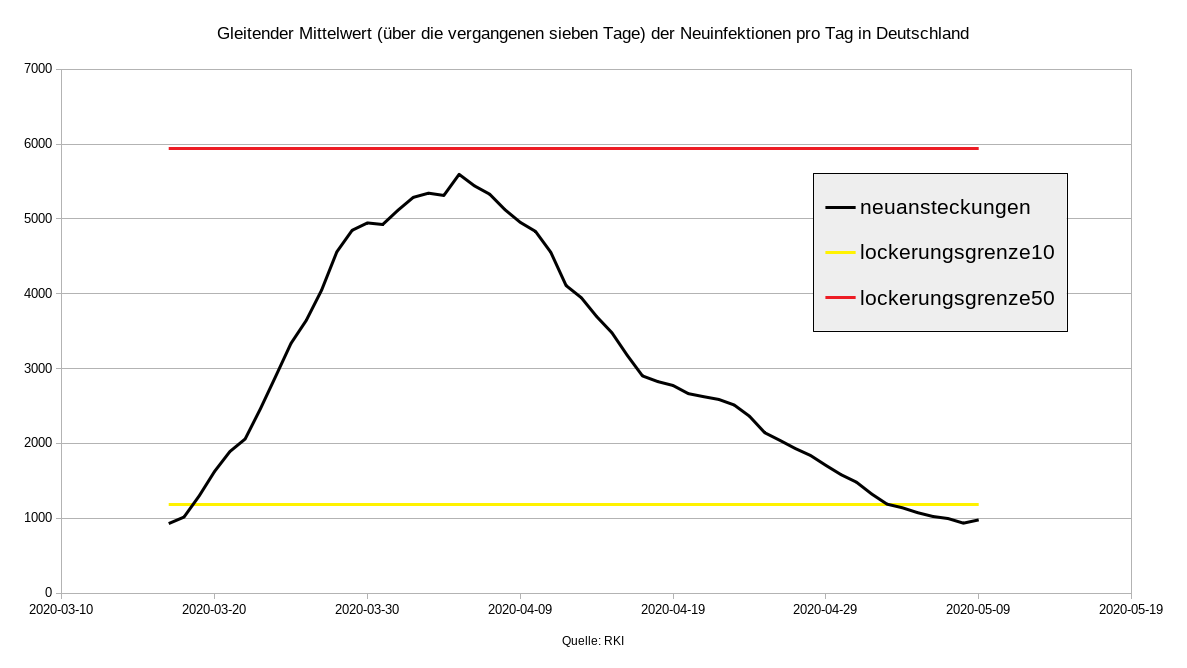 Gleitender Mittelwert (über die vergangenen sieben Tage) der Neuinfektionen pro Tag in Deutschland
7000
6000
5000
4000
3000
2000
1000
0
neuansteckungen
lockerungsgrenze10
lockerungsgrenze50
2020-03-10 2020-03-20 2020-03-30 2020-04-09 2020-04-19 2020-04-29 2020-05-09 2020-05-19
Quelle: RKI